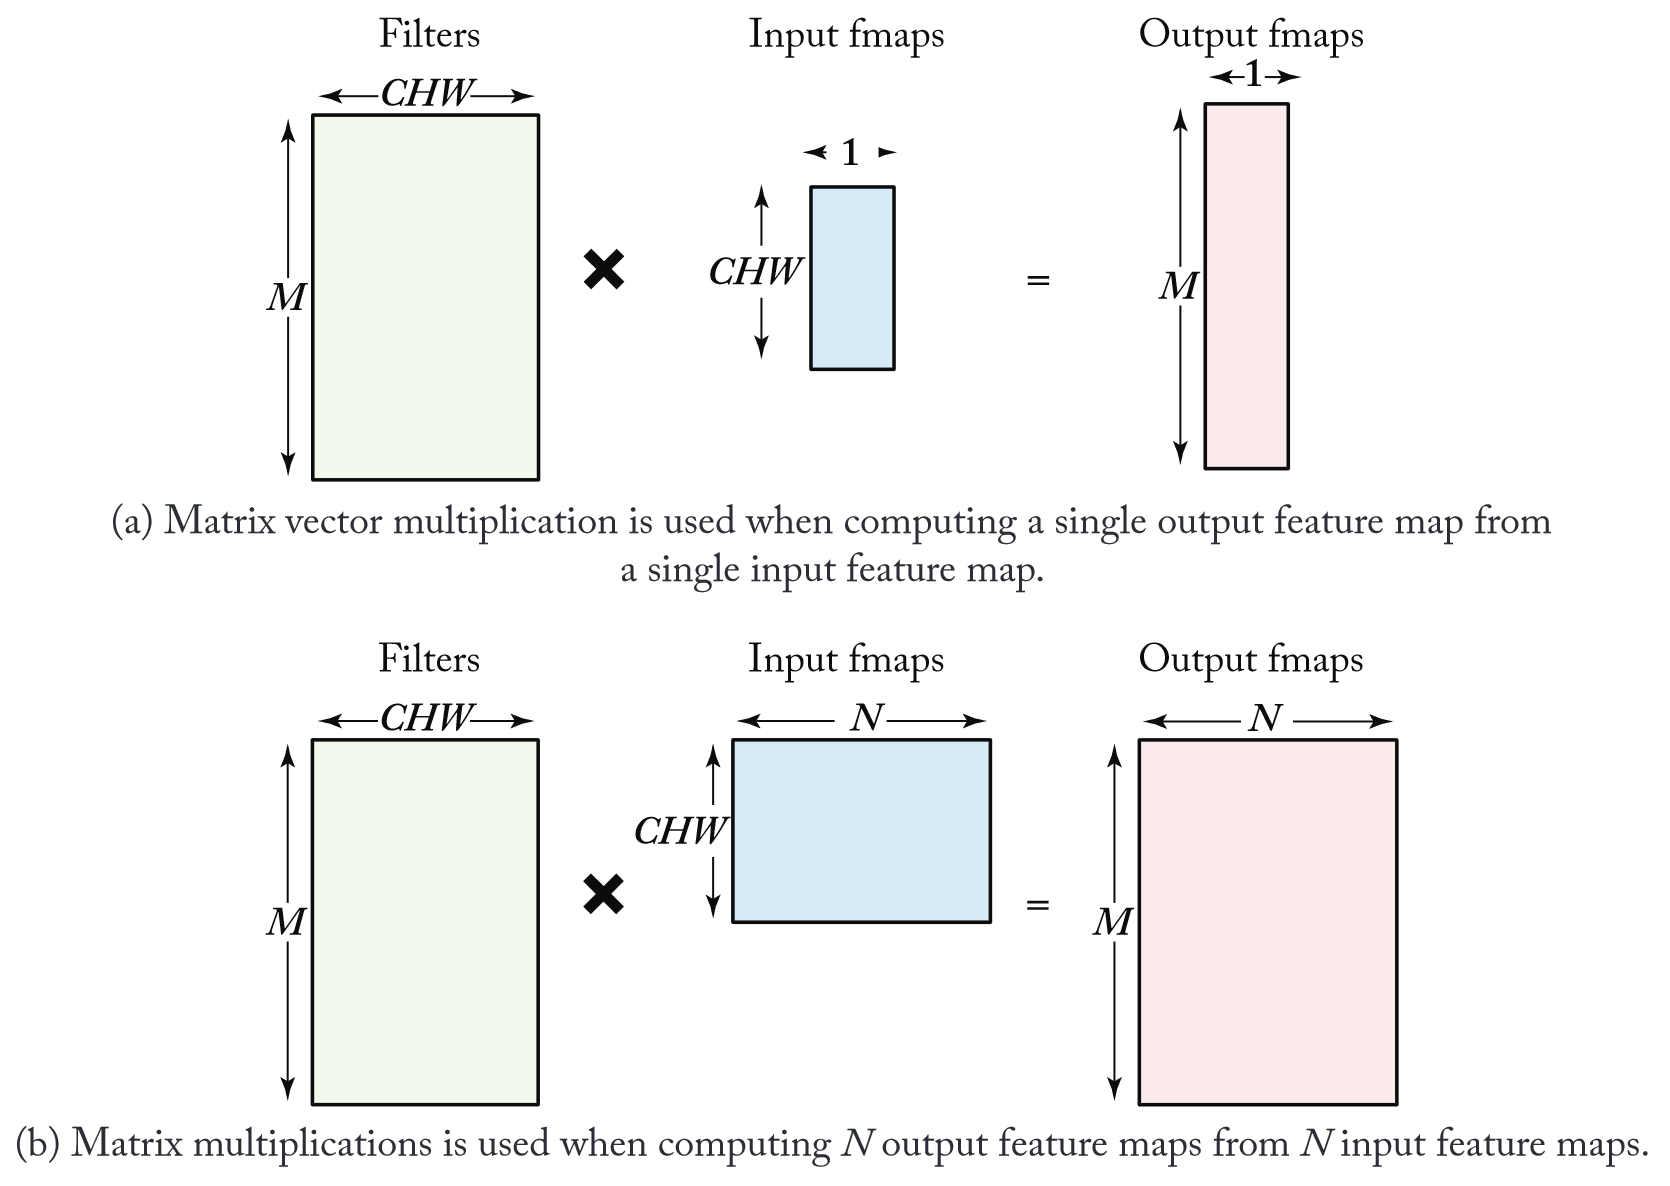 Filters Input fmaps Output fmaps
CHW 1
1
CHW
M M
=
(a) Matrix vector multiplication is used when computing a single output feature map from
a single input feature map.
Filters Input fmaps Output fmaps
CHW N N
CHW
M = M
(b) Matrix multiplications is used when computing N output feature maps from N input feature maps.